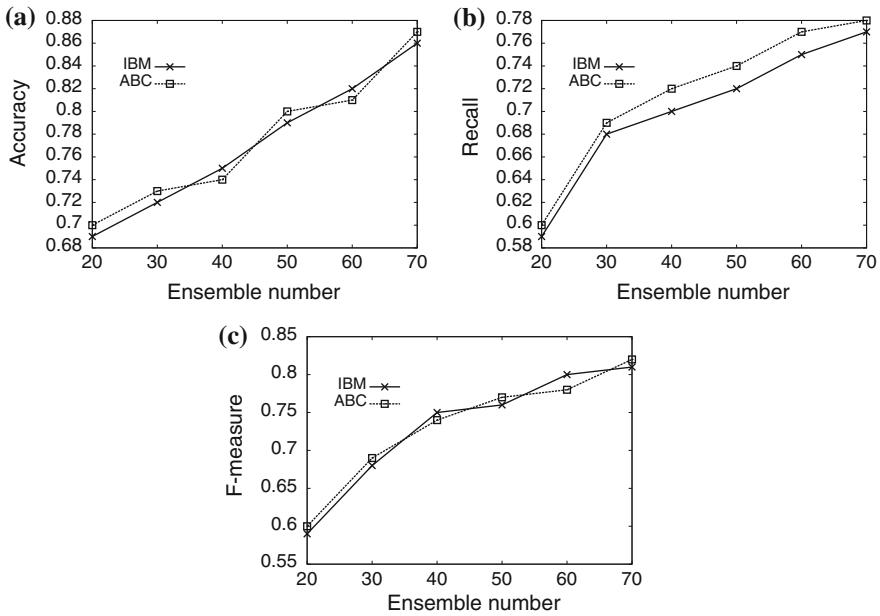 (a)
Accuracy
0.88
0.86
0.84
0.82
0.8
0.78
0.76
0.74
0.72
0.7
0.68
IBM
ABC
20 30 40 50 60 70
Ensemble number
(b)
Recall
0.78
0.76
0.74
0.72
0.7
0.68
0.66
0.64
0.62
0.6
0.58
IBM
ABC
20 30 40 50 60 70
Ensemble number
(c)
F-measure
0.85
0.8
0.75
0.7
0.65
0.6
0.55
IBM
ABC
20 30 40 50 60 70
Ensemble number